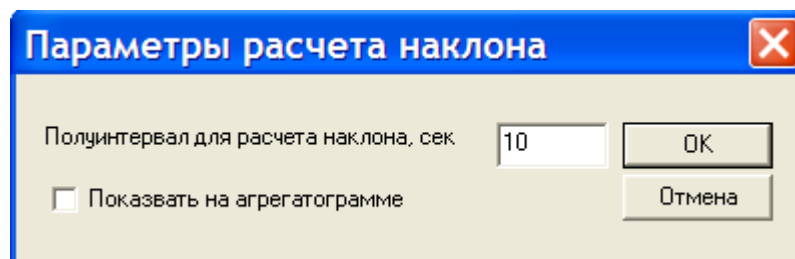 Параметры расчета наклона
Полуинтервал для расчета наклона, сек 10 OK
Показвать на агрегатограмме Отмена